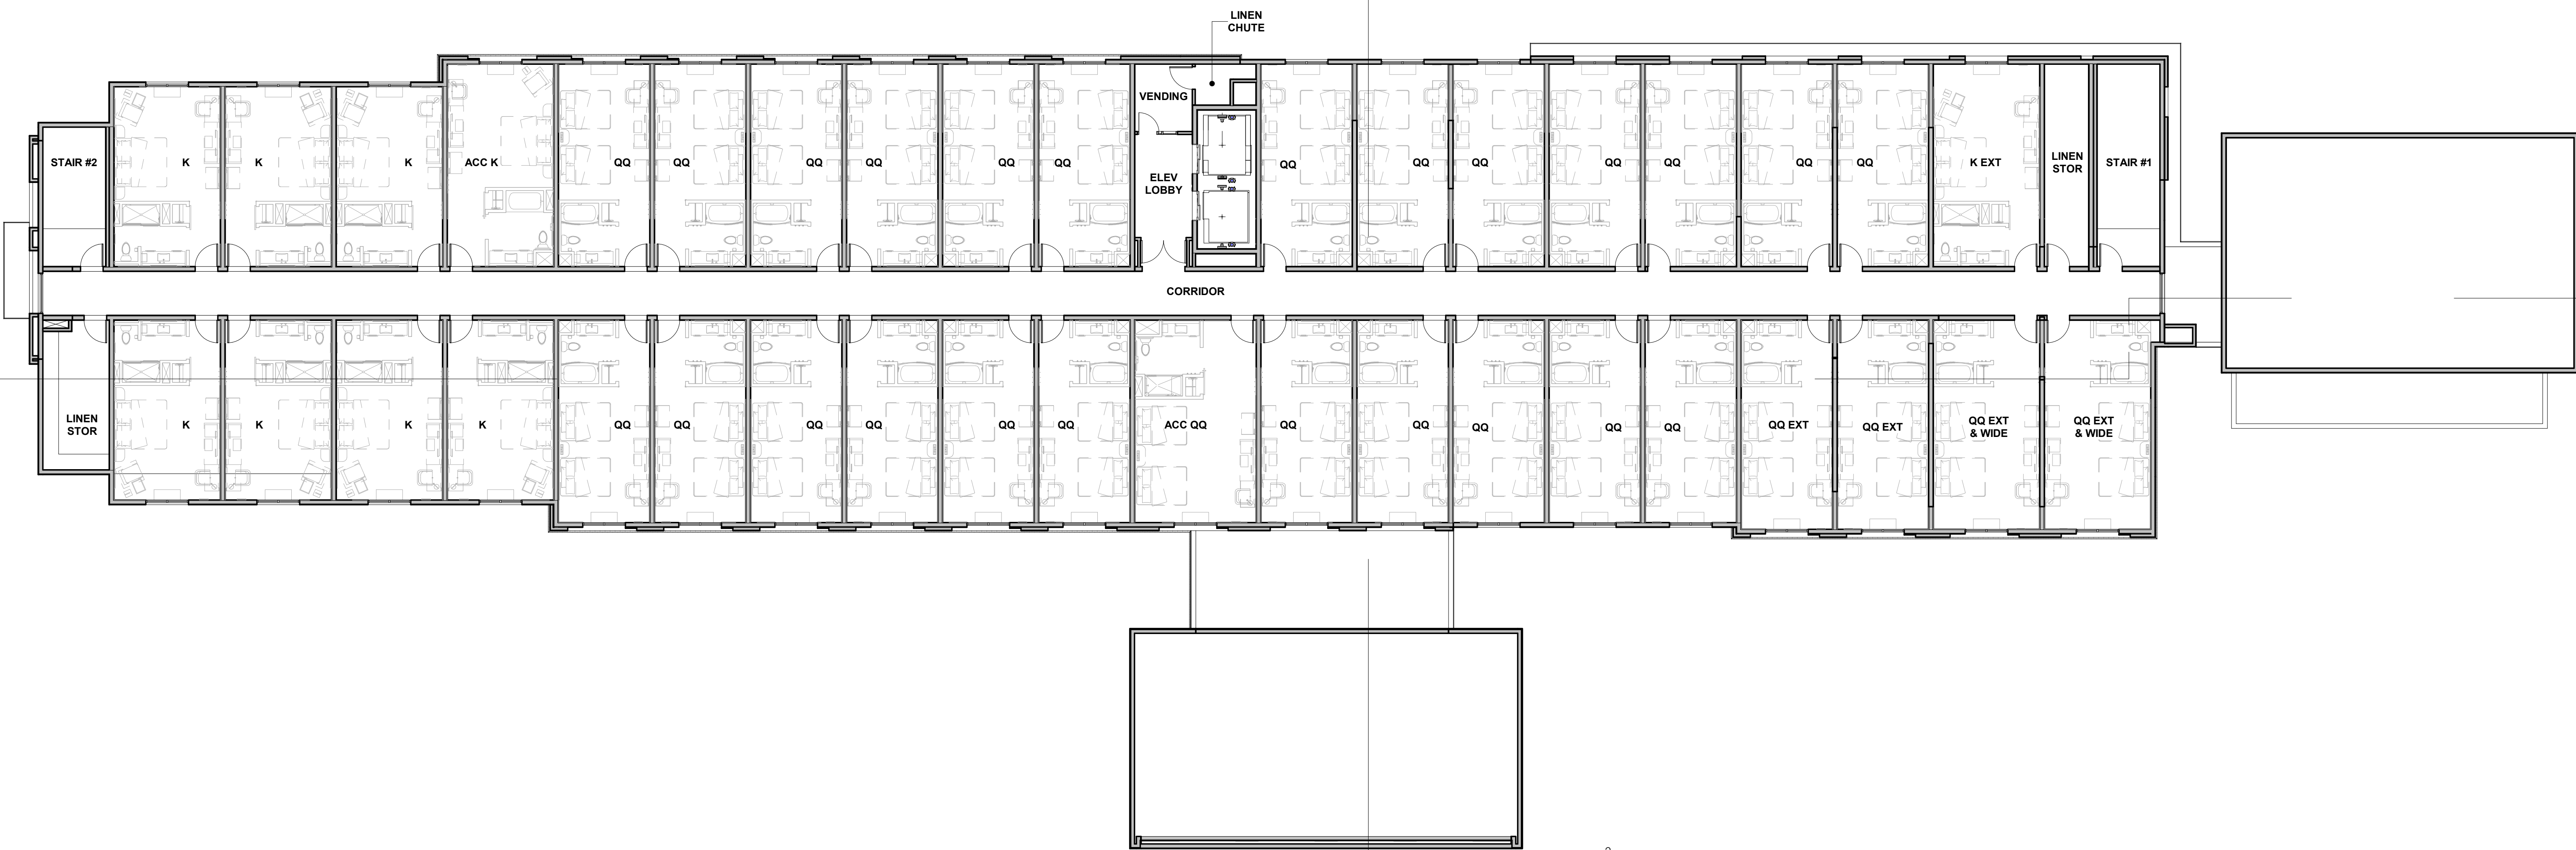 LINEN
CHUTE
VENDING
STAIR #2
K
K
K
ACC K
QQ
QQ
QQ
QQ
QQ
QQ
ELEV
LOBBY
QQ
QQ
QQ
QQ
QQ
QQ
QQ
K EXT
LINEN
STOR
STAIR #1
CORRIDOR
LINEN
STOR
K
K
K
K
QQ
QQ
QQ
QQ
QQ
QQ
ACC QQ
QQ
QQ
QQ
QQ
QQ
QQ EXT
QQ EXT
QQ EXT
& WIDE
QQ EXT
& WIDE